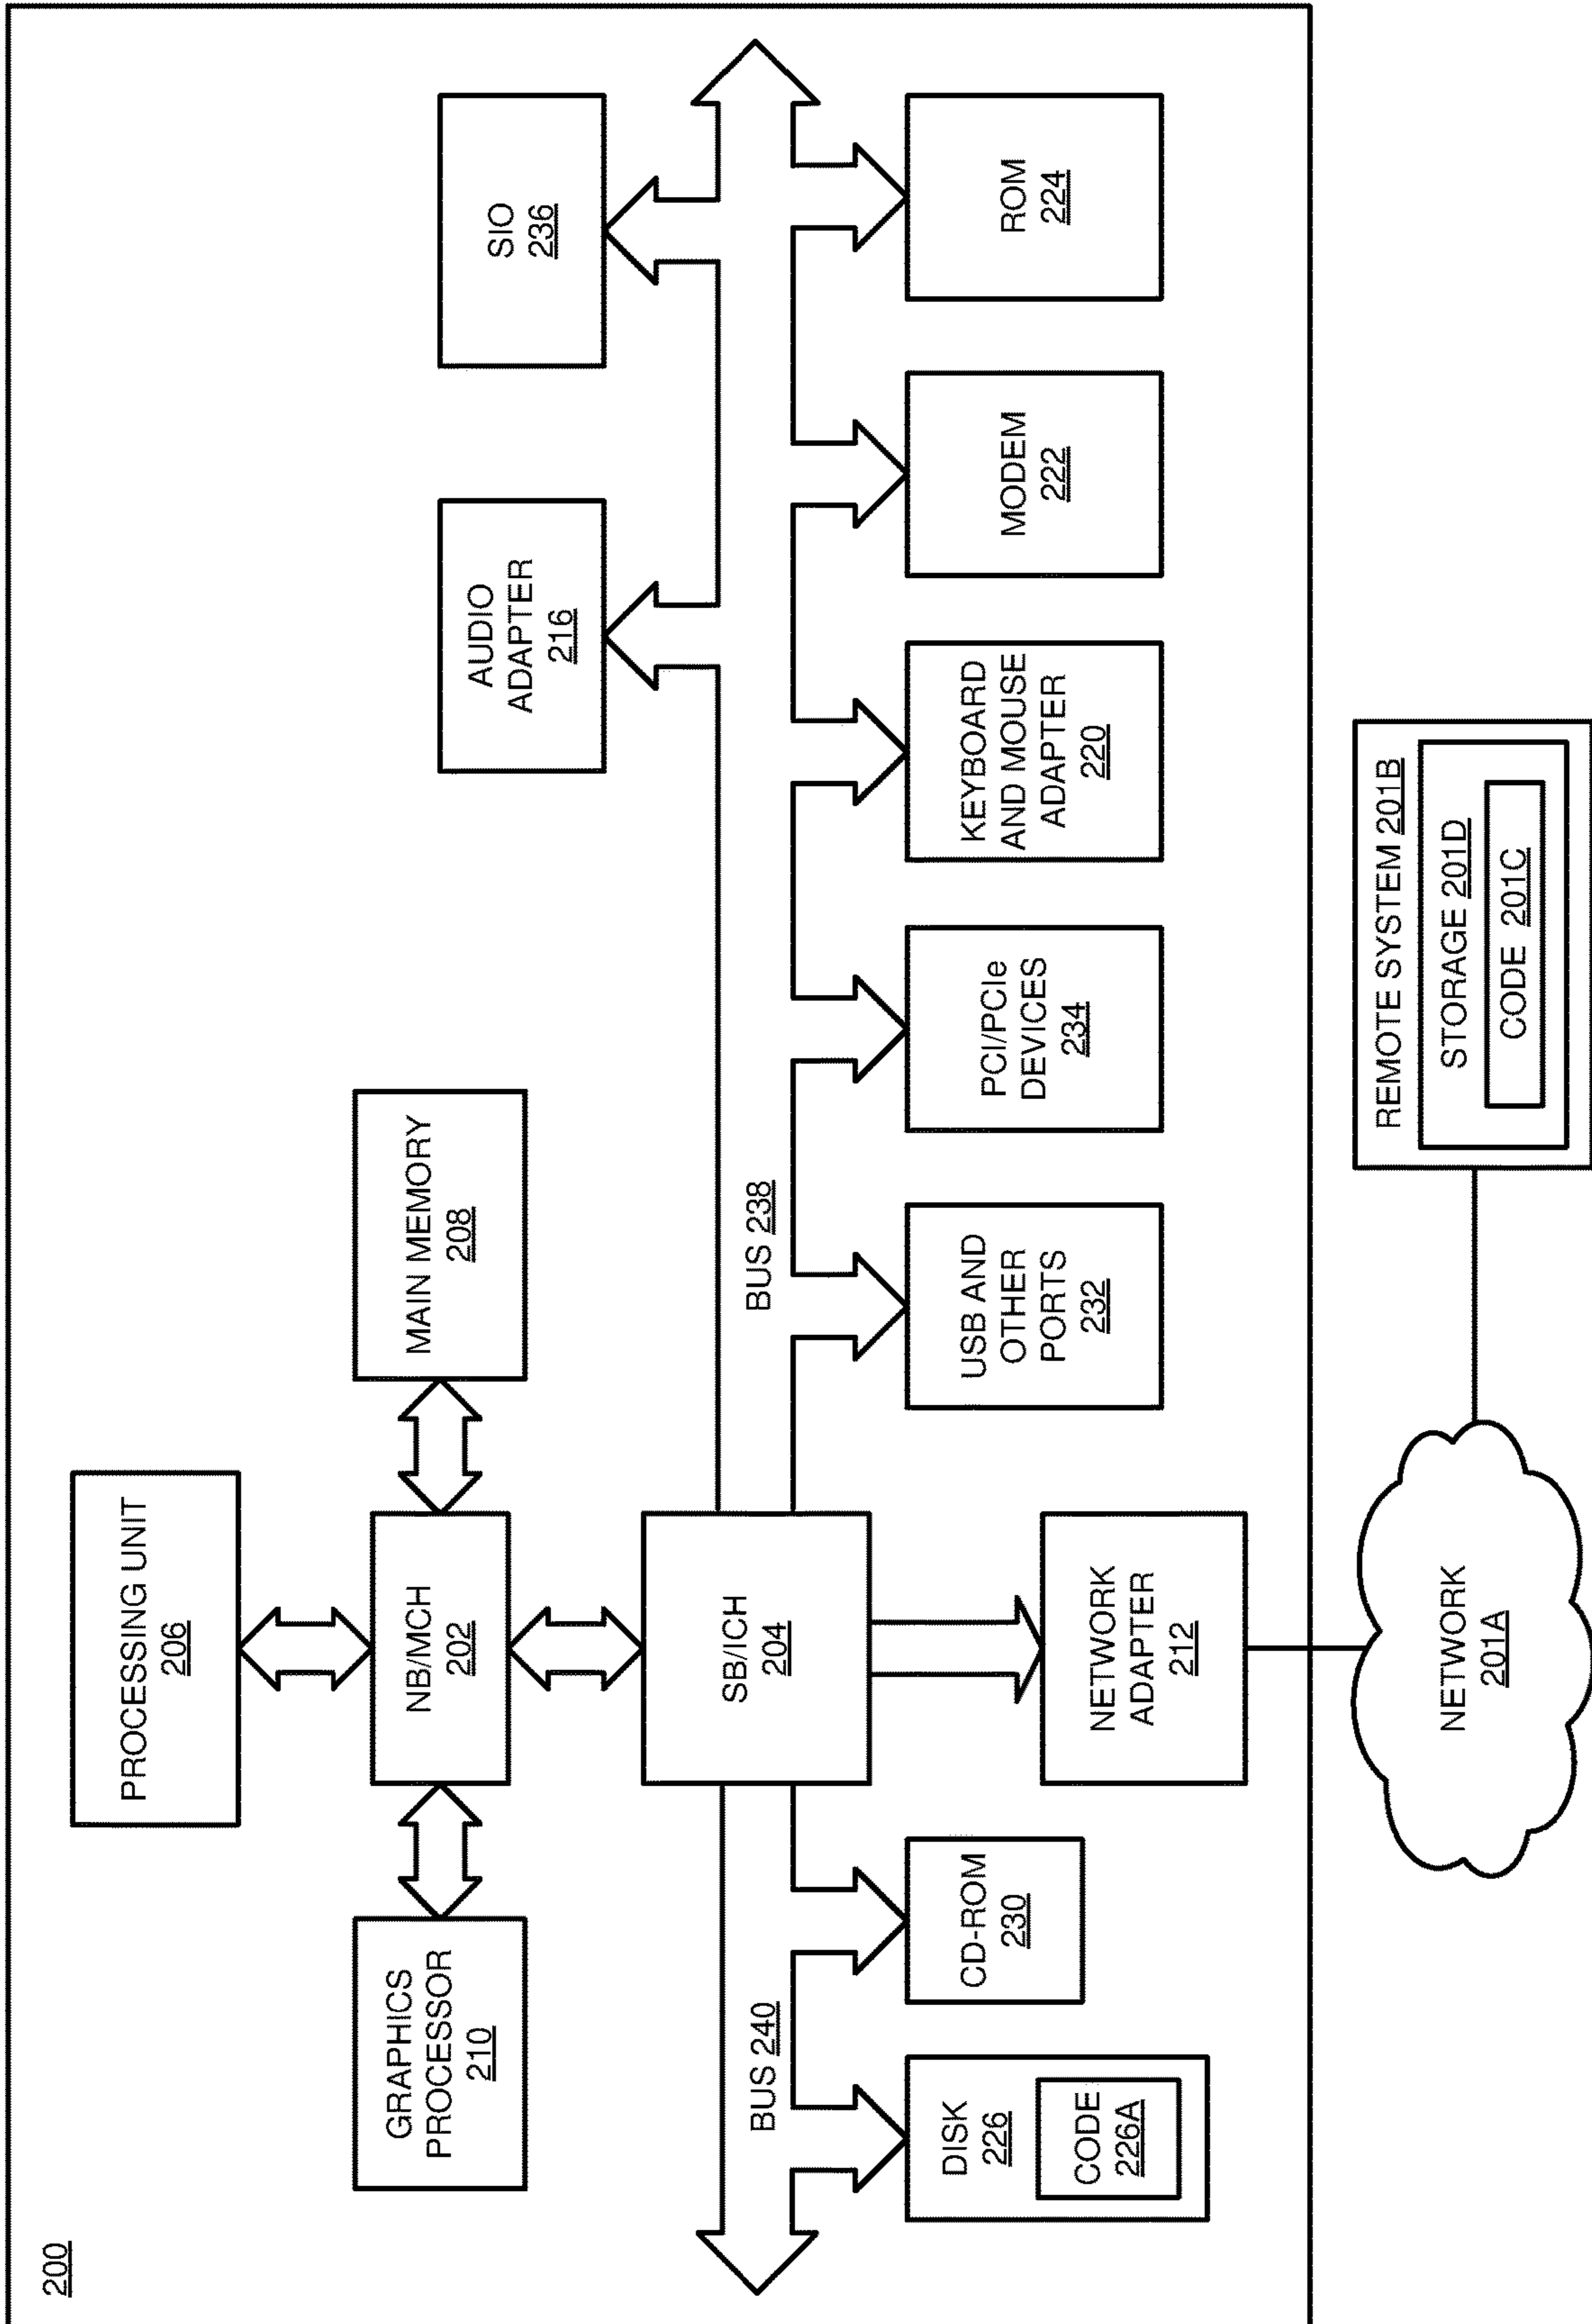 200
PROCESSING UNIT
206
GRAPHICS
PROCESSOR
210
NB/MCH
202
MAIN MEMORY
208
AUDIO
ADAPTER
216
SIO
236
SB/ICH
204
BUS 240
BUS 238
DISK
226
CODE
226A
CD-ROM
230
NETWORK
ADAPTER
212
USB AND
OTHER
PORTS
232
PCI/PCIe
DEVICES
234
KEYBOARD
AND MOUSE
ADAPTER
220
MODEM
222
ROM
224
NETWORK
201A
REMOTE SYSTEM 201B
STORAGE 201D
CODE 201C